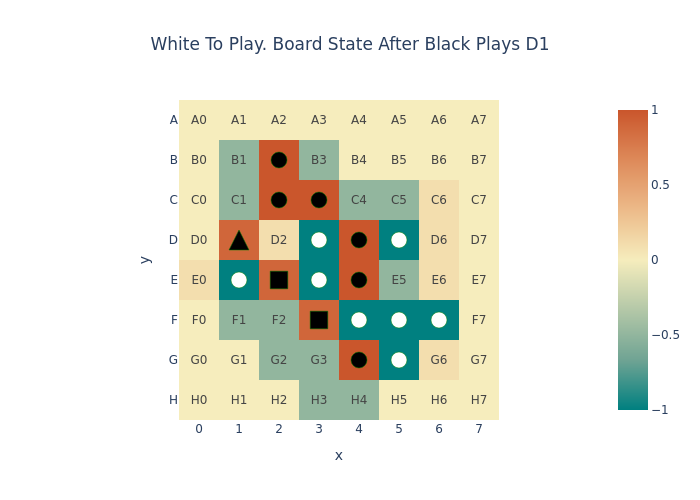 White To Play. Board State After Black Plays D1
A A0 A1 A2 A3 A4 A5 A6 A7
B B0 B1 B3 B4 B5 B6 B7
C C0 C1 C4 C5 C6 C7
D D0 D2 D6 D7
E E0 E5 E6 E7
F F0 F1 F2 F7
G G0 G1 G2 G3 G6 G7
H H0 H1 H2 H3 H4 H5 H6 H7
0 1 2 3 4 5 6 7
x
y
1
0.5
0
−0.5
−1